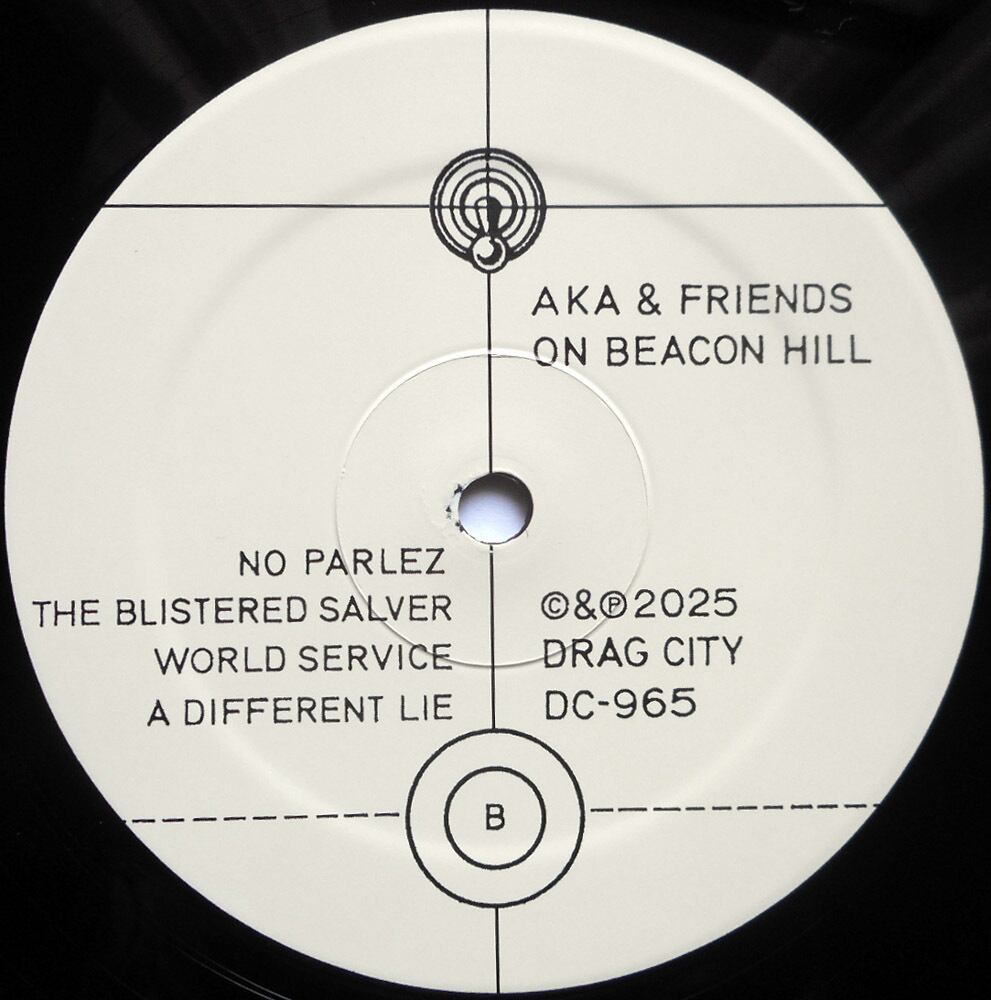 AKA & FRIENDS
ON BEACON HILL
NO PARLEZ
THE BLISTERED SALVER
WORLD SERVICE
A DIFFERENT LIE
©&℗2025
DRAG CITY
DC-965
B